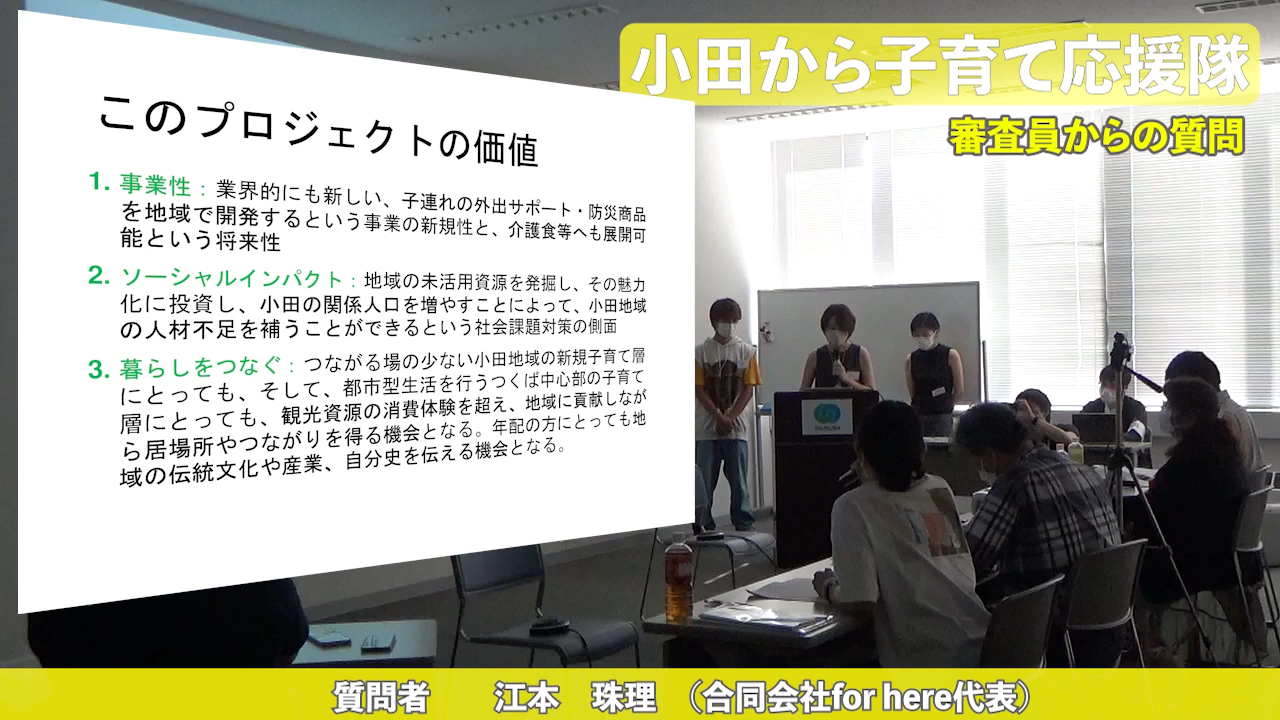 小田から子育て応援隊
審査員からの質問
このプロジェクトの価値
1. 事業性：業界的にも新しい、子連れの外出サポート・防災商品
を地域で開発するという事業の新規性と、介護食等へも展開可
能という将来性
2. ソーシャルインパクト：地域の未活用資源を発掘し、その魅力
化に投資し、小田の関係人口を増やすことによって、小田地域
の人材不足を補うことができるという社会課題対策の側面
3. 暮らしをつなぐ：つながる場の少ない小田地域の新規子育て層
にとっても、そして、都市型生活を行うつくば中心部の子育て
層にとっても、観光資源の消費体験を超え、地域に貢献しなが
ら居場所やつながりを得る機会となる。年配の方にとっても地
域の伝統文化や産業、自分史を伝える機会となる。
質問者　江本　珠理　（合同会社for here代表）